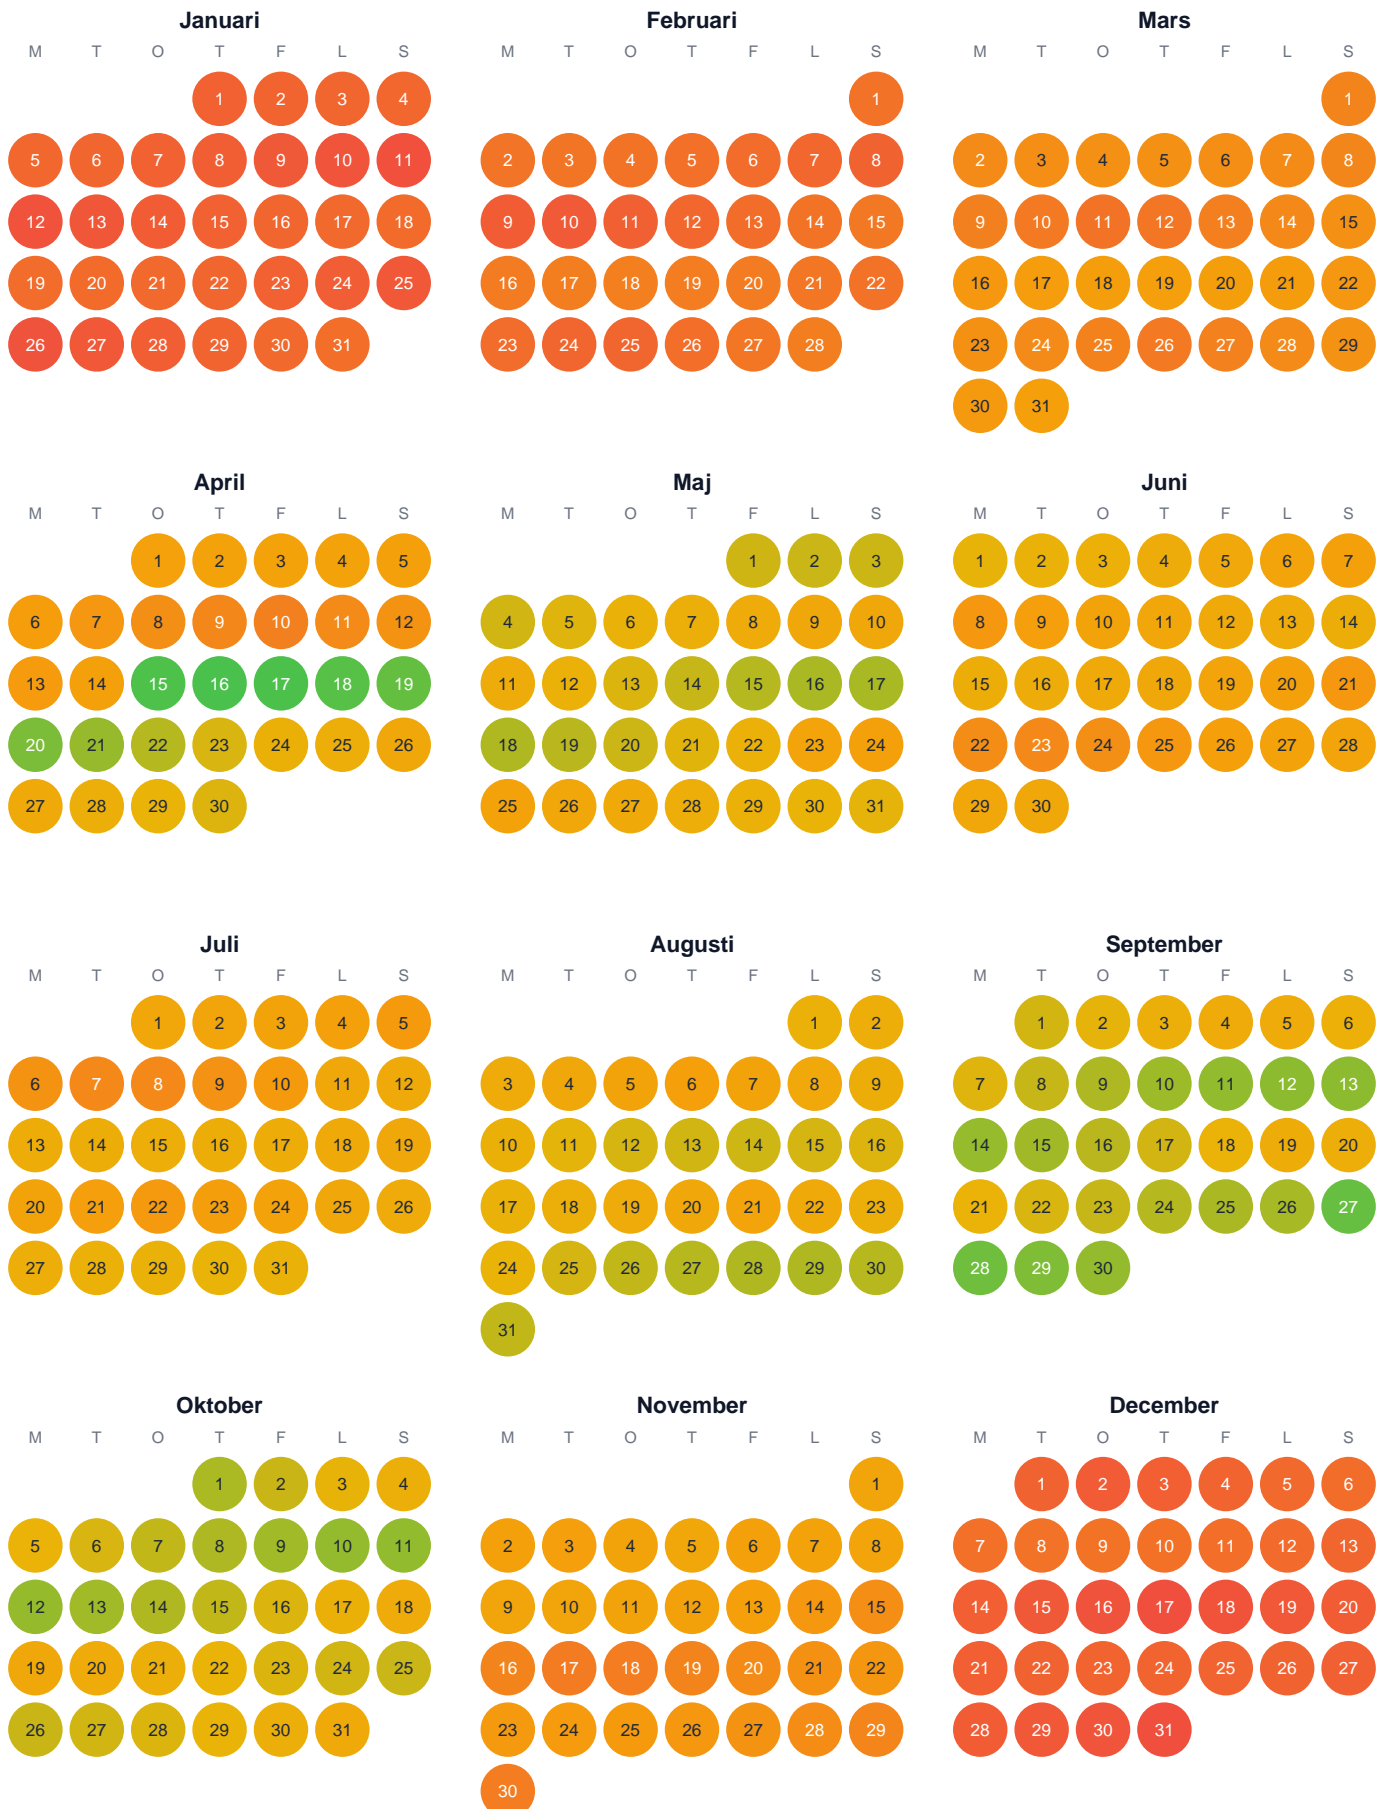 Januari Februari Mars
M T O T F L S M T O T F L S M T O T F L S
1 2 3 4 1 1
5 6 7 8 9 10 11 2 3 4 5 6 7 8 2 3 4 5 6 7 8
12 13 14 15 16 17 18 9 10 11 12 13 14 15 9 10 11 12 13 14 15
19 20 21 22 23 24 25 16 17 18 19 20 21 22 16 17 18 19 20 21 22
26 27 28 29 30 31 23 24 25 26 27 28 23 24 25 26 27 28 29
30 31
April Maj Juni
M T O T F L S M T O T F L S M T O T F L S
1 2 3 4 5 1 2 3 1 2 3 4 5 6 7
6 7 8 9 10 11 12 4 5 6 7 8 9 10 8 9 10 11 12 13 14
13 14 15 16 17 18 19 11 12 13 14 15 16 17 15 16 17 18 19 20 21
20 21 22 23 24 25 26 18 19 20 21 22 23 24 22 23 24 25 26 27 28
27 28 29 30 25 26 27 28 29 30 31 29 30
Juli Augusti September
M T O T F L S M T O T F L S M T O T F L S
1 2 3 4 5 1 2 1 2 3 4 5 6
6 7 8 9 10 11 12 3 4 5 6 7 8 9 7 8 9 10 11 12 13
13 14 15 16 17 18 19 10 11 12 13 14 15 16 14 15 16 17 18 19 20
20 21 22 23 24 25 26 17 18 19 20 21 22 23 21 22 23 24 25 26 27
27 28 29 30 31 24 25 26 27 28 29 30 28 29 30
31
Oktober November December
M T O T F L S M T O T F L S M T O T F L S
1 2 3 4 1 1 2 3 4 5 6
5 6 7 8 9 10 11 2 3 4 5 6 7 8 7 8 9 10 11 12 13
12 13 14 15 16 17 18 9 10 11 12 13 14 15 14 15 16 17 18 19 20
19 20 21 22 23 24 25 16 17 18 19 20 21 22 21 22 23 24 25 26 27
26 27 28 29 30 31 23 24 25 26 27 28 29 28 29 30 31
30